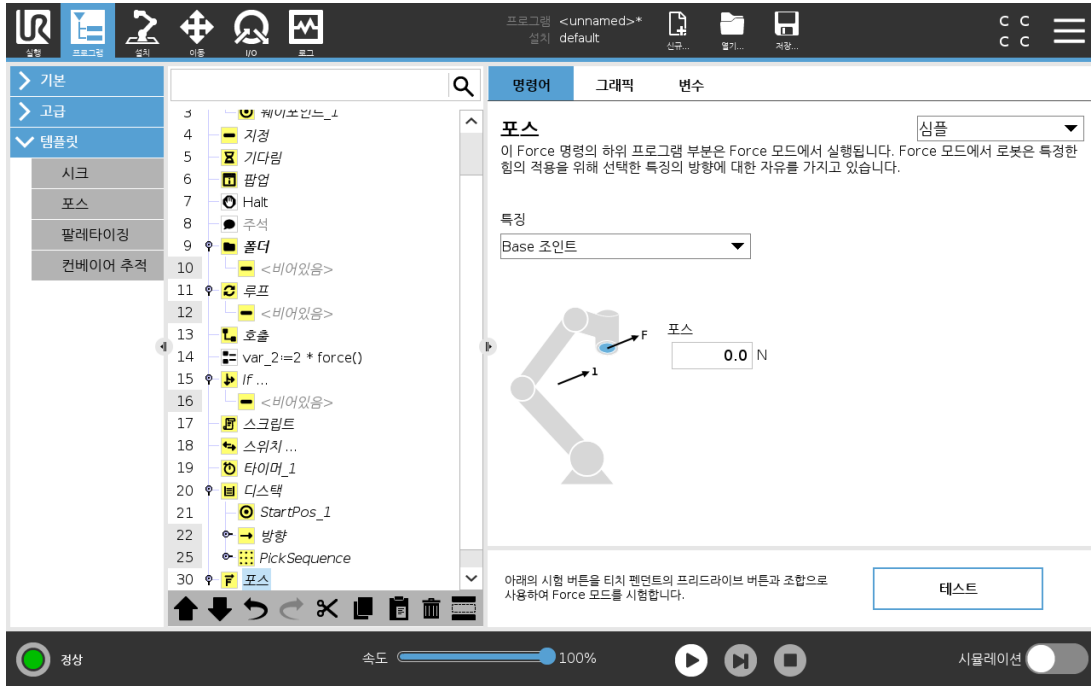 UR
프로그램 <unnamed>*
설치 default
C C
C C
실행 프로그램 설치 이동 I/O 로그 신규... 열기... 저장...
기본
고급
템플릿
시크
포스
팔레타이징
컨베이어 추적
3 웨이포인트_1
4 지정
5 기다림
6 팝업
7 Halt
8 주석
9 폴더
10 <비어있음>
11 루프
12 <비어있음>
13 호출
14 var_2:=2 * force()
15 If ...
16 <비어있음>
17 스크립트
18 스위치 ...
19 타이머_1
20 디스택
21 StartPos_1
22 방향
25 PickSequence
30 포스
명령어 그래픽 변수
포스
심플
이 Force 명령의 하위 프로그램 부분은 Force 모드에서 실행됩니다. Force 모드에서 로봇은 특정한
힘의 적용을 위해 선택한 특징의 방향에 대한 자유를 가지고 있습니다.
특징
Base 조인트
F
1
포스
0.0 N
아래의 시험 버튼을 티치 펜던트의 프리드라이브 버튼과 조합으로
사용하여 Force 모드를 시험합니다.
테스트
정상
속도 100%
시뮬레이션